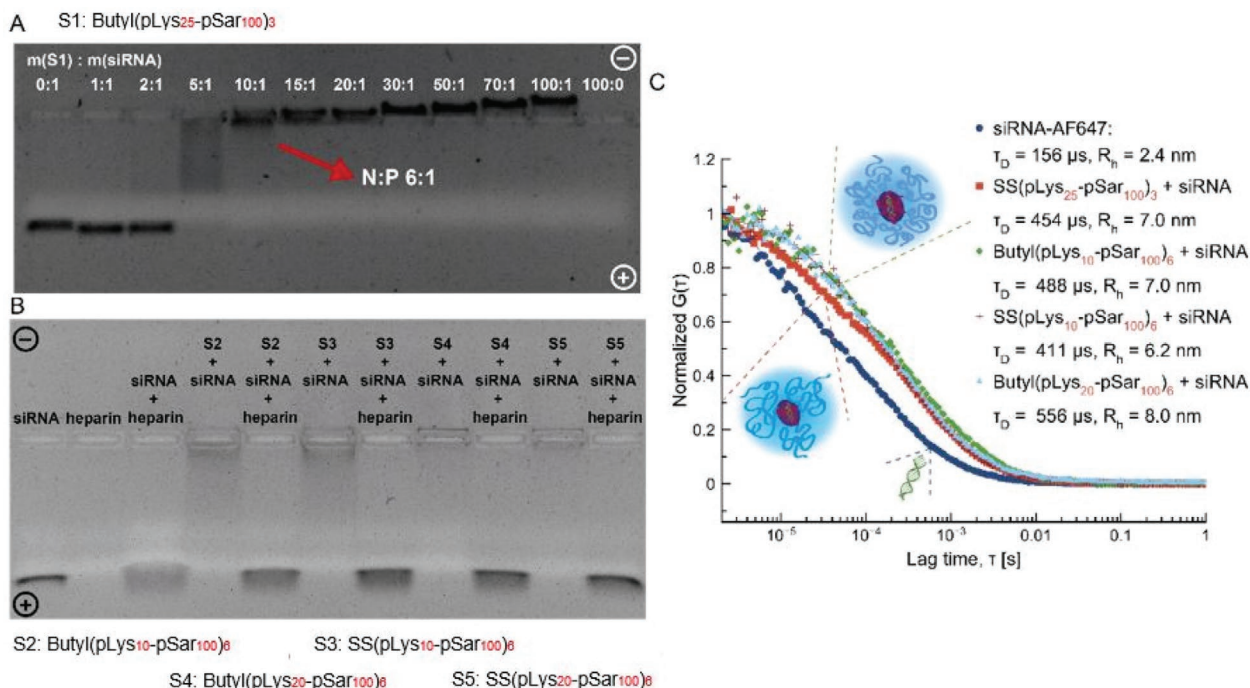 A
S1: Butyl(pLys25-pSar100)3
m(S1) : m(siRNA)
0:1 1:1 2:1 5:1 10:1 15:1 20:1 30:1 50:1 70:1 100:1 100:0
N:P 6:1
B
siRNA
heparin
siRNA + heparin
S2 + siRNA
S2 + siRNA + heparin
S3 + siRNA
S3 + siRNA + heparin
S4 + siRNA
S4 + siRNA + heparin
S5 + siRNA
S5 + siRNA + heparin
S2: Butyl(pLys10-pSar100)6 S3: SS(pLys10-pSar100)6
S4: Butyl(pLys20-pSar100)6 S5: SS(pLys20-pSar100)6
C
siRNA-AF647:
τD = 156 µs, Rh = 2.4 nm
SS(pLys25-pSar100)3 + siRNA
τD = 454 µs, Rh = 7.0 nm
Butyl(pLys10-pSar100)6 + siRNA
τD = 488 µs, Rh = 7.0 nm
SS(pLys10-pSar100)6 + siRNA
τD = 411 µs, Rh = 6.2 nm
Butyl(pLys20-pSar100)6 + siRNA
τD = 556 µs, Rh = 8.0 nm
Normalized G(τ)
1.2
1
0.8
0.6
0.4
0.2
0
10-5 10-4 10-3 0.01 0.1 1
Lag time, τ [s]